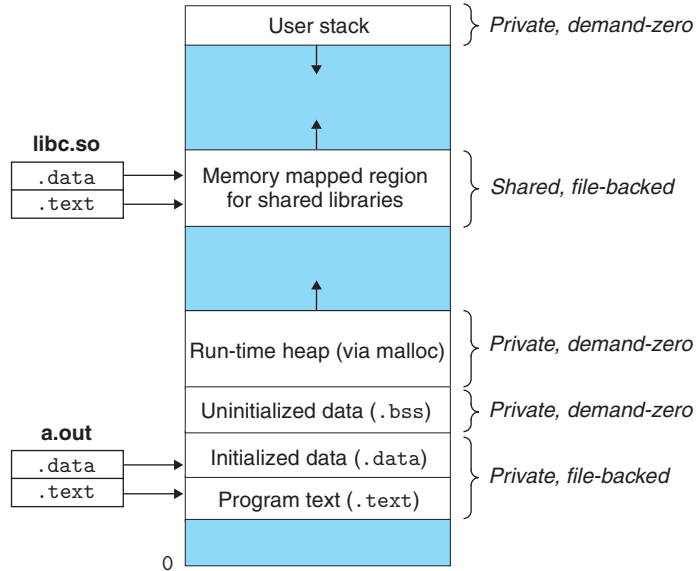 User stack
Private, demand-zero
libc.so
.data
.text
Memory mapped region
for shared libraries
Shared, file-backed
Run-time heap (via malloc)
Private, demand-zero
Uninitialized data (.bss)
Private, demand-zero
a.out
.data
.text
Initialized data (.data)
Program text (.text)
Private, file-backed
0